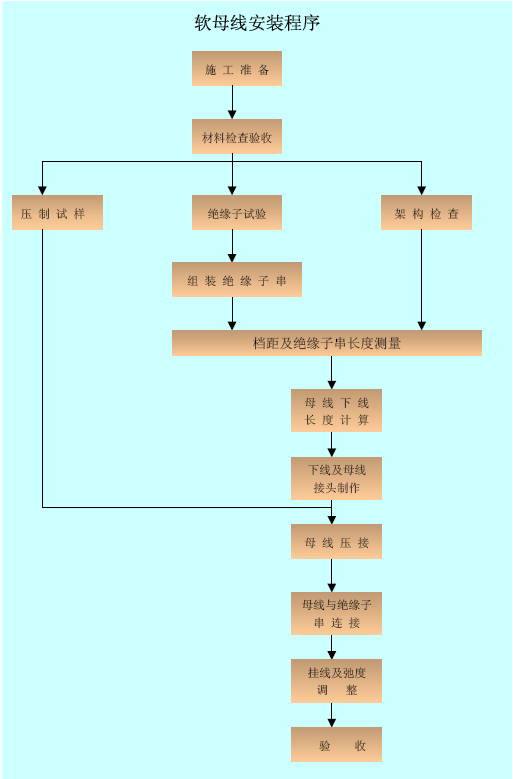 软母线安装程序
施工准备
材料检查验收
压制试样
绝缘子试验
架构检查
组装绝缘子串
档距及绝缘子串长度测量
母线下线
长度计算
下线及母线
接头制作
母线压接
母线与绝缘子
串连接
挂线及弛度
调 整
验 收